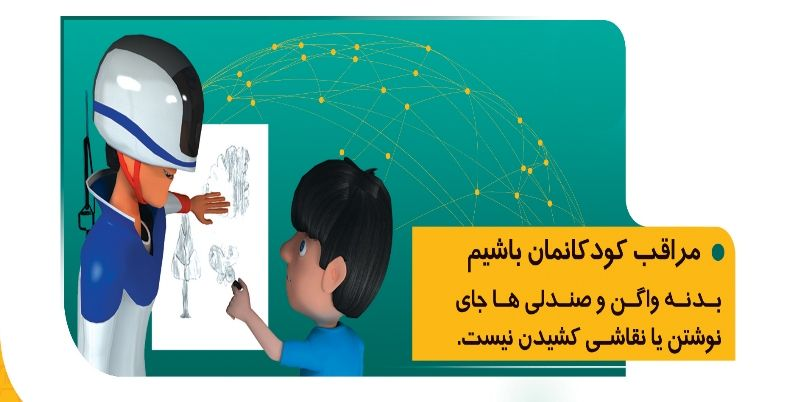 مراقب کودکانمان باشیم
بدنه واگن و صندلی ها جای
نوشتن یا نقاشی کشیدن نیست.